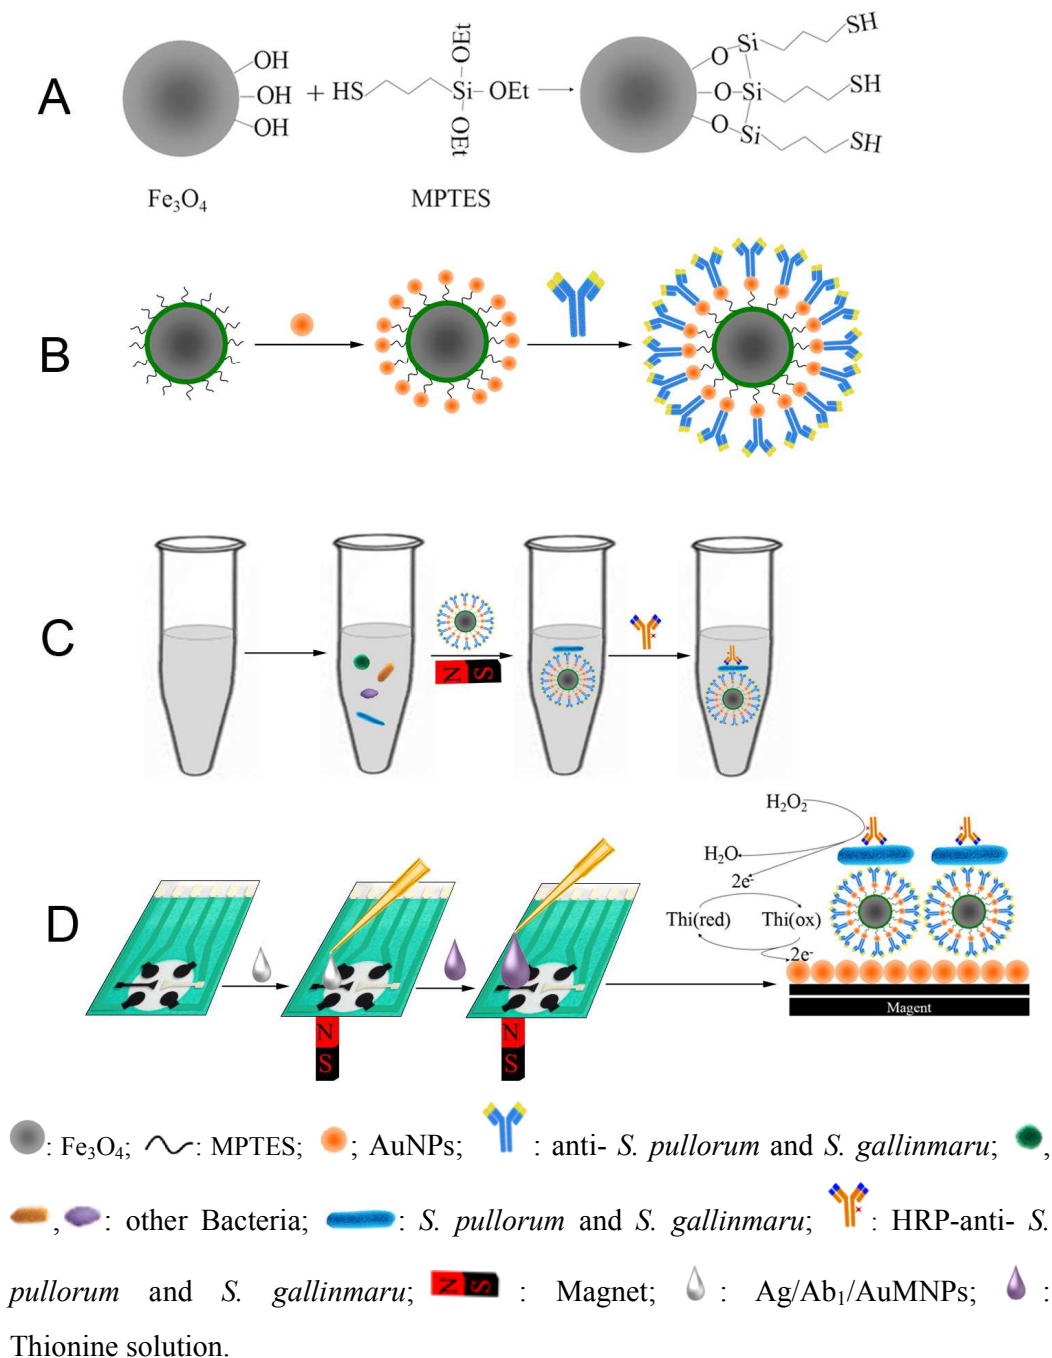 A
OH
OH
OH
+
HS
OEt
Si
OEt
OEt
O
O
O
Si
Si
Si
SH
SH
SH
Fe₃O₄
MPTES
B
C
N S
D
N
S
N
S
H₂O₂
H₂O
2e-
Thi(red)
Thi(ox)
2e-
Magent
: Fe₃O₄; : MPTES; ; AuNPs; : anti- S. pullorum and S. gallinmaru; ,
, : other Bacteria; : S. pullorum and S. gallinmaru; : HRP-anti- S.
pullorum and S. gallinmaru; N S : Magnet; : Ag/Ab₁/AuMNPs; :
Thionine solution.